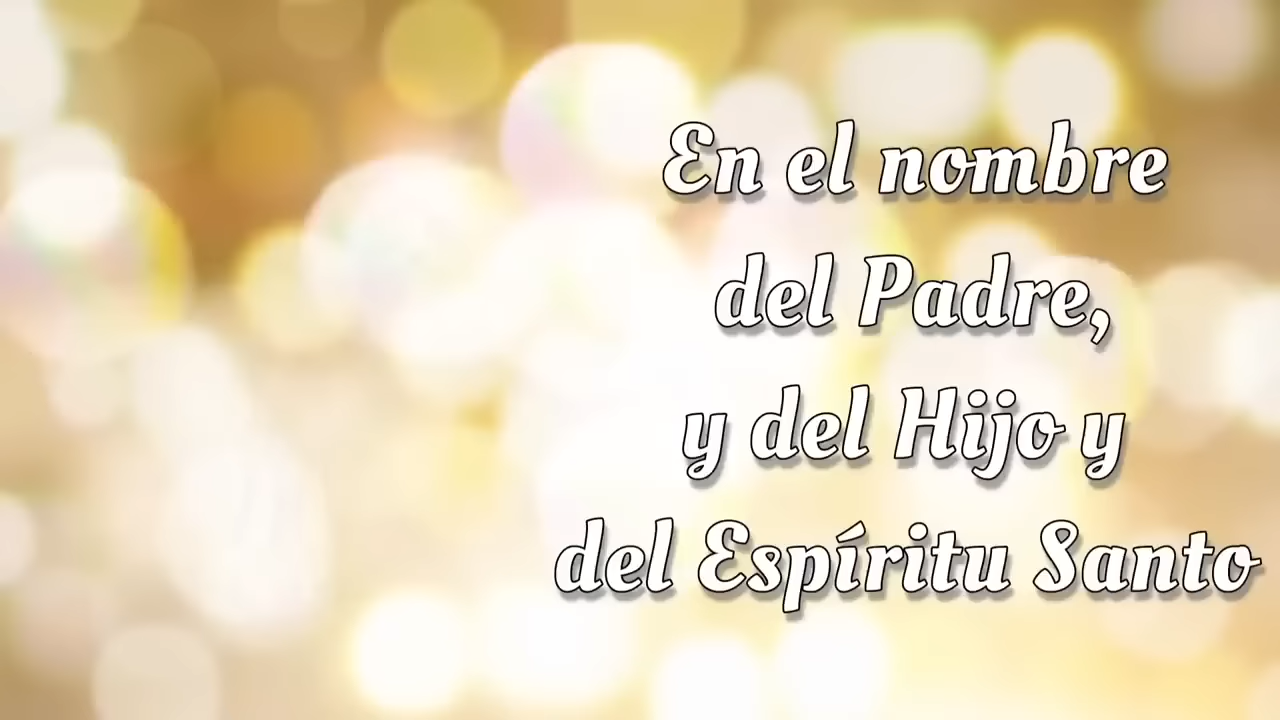 En el nombre
del Padre,
y del Hijo y
del Espíritu Santo